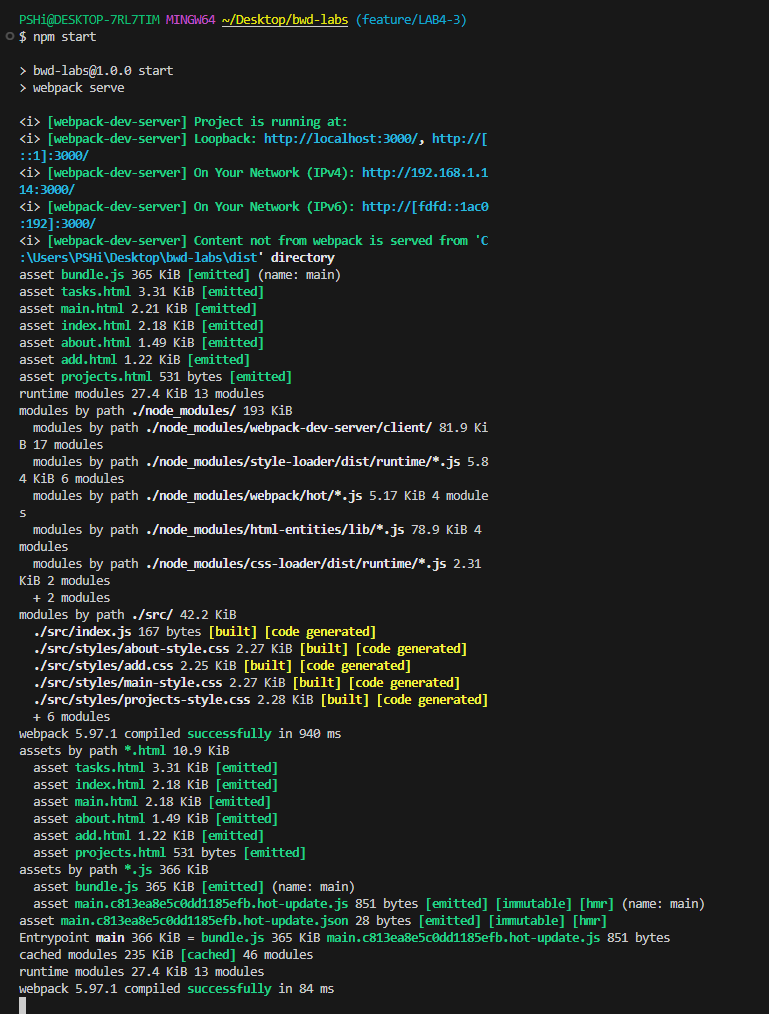 PSHi@DESKTOP-7RL7TIM MINGW64 ~/Desktop/bwd-labs (feature/LAB4-3)
$ npm start
> bwd-labs@1.0.0 start
> webpack serve
<i> [webpack-dev-server] Project is running at:
<i> [webpack-dev-server] Loopback: http://localhost:3000/, http://[
::1]:3000/
<i> [webpack-dev-server] On Your Network (IPv4): http://192.168.1.1
14:3000/
<i> [webpack-dev-server] On Your Network (IPv6): http://[fdfd::1ac0
:192]:3000/
<i> [webpack-dev-server] Content not from webpack is served from 'C
:\Users\PSHi\Desktop\bwd-labs\dist' directory
asset bundle.js 365 KiB [emitted] (name: main)
asset tasks.html 3.31 KiB [emitted]
asset main.html 2.21 KiB [emitted]
asset index.html 2.18 KiB [emitted]
asset about.html 1.49 KiB [emitted]
asset add.html 1.22 KiB [emitted]
asset projects.html 531 bytes [emitted]
runtime modules 27.4 KiB 13 modules
modules by path ./node_modules/ 193 KiB
  modules by path ./node_modules/webpack-dev-server/client/ 81.9 Ki
B 17 modules
  modules by path ./node_modules/style-loader/dist/runtime/*.js 5.8
4 KiB 6 modules
  modules by path ./node_modules/webpack/hot/*.js 5.17 KiB 4 module
s
  modules by path ./node_modules/html-entities/lib/*.js 78.9 KiB 4
modules
  modules by path ./node_modules/css-loader/dist/runtime/*.js 2.31
KiB 2 modules
  + 2 modules
modules by path ./src/ 42.2 KiB
  ./src/index.js 167 bytes [built] [code generated]
  ./src/styles/about-style.css 2.27 KiB [built] [code generated]
  ./src/styles/add.css 2.25 KiB [built] [code generated]
  ./src/styles/main-style.css 2.27 KiB [built] [code generated]
  ./src/styles/projects-style.css 2.28 KiB [built] [code generated]
  + 6 modules
webpack 5.97.1 compiled successfully in 940 ms
assets by path *.html 10.9 KiB
  asset tasks.html 3.31 KiB [emitted]
  asset index.html 2.18 KiB [emitted]
  asset main.html 2.18 KiB [emitted]
  asset about.html 1.49 KiB [emitted]
  asset add.html 1.22 KiB [emitted]
  asset projects.html 531 bytes [emitted]
assets by path *.js 366 KiB
  asset bundle.js 365 KiB [emitted] (name: main)
  asset main.c813ea8e5c0dd1185efb.hot-update.js 851 bytes [emitted] [immutable] [hmr] (name: main)
asset main.c813ea8e5c0dd1185efb.hot-update.json 28 bytes [emitted] [immutable] [hmr]
Entrypoint main 366 KiB = bundle.js 365 KiB main.c813ea8e5c0dd1185efb.hot-update.js 851 bytes
cached modules 235 KiB [cached] 46 modules
runtime modules 27.4 KiB 13 modules
webpack 5.97.1 compiled successfully in 84 ms